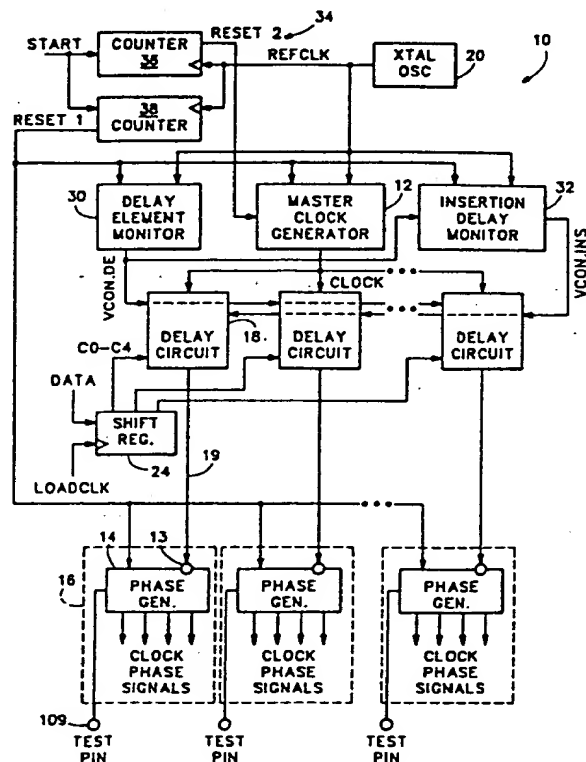 34
START
COUNTER
36
RESET 2
REFCLK
XTAL
OSC
20
10
38
COUNTER
RESET 1
30
DELAY
ELEMENT
MONITOR
12
MASTER
CLOCK
GENERATOR
32
INSERTION
DELAY
MONITOR
VCON.DE
CLOCK
VCON.INS
DELAY
CIRCUIT
18
DELAY
CIRCUIT
DELAY
CIRCUIT
C0-C4
DATA
SHIFT
REG.
24
LOADCLK
19
14
13
16
PHASE
GEN.
CLOCK
PHASE
SIGNALS
PHASE
GEN.
CLOCK
PHASE
SIGNALS
PHASE
GEN.
CLOCK
PHASE
SIGNALS
109
TEST
PIN
TEST
PIN
TEST
PIN